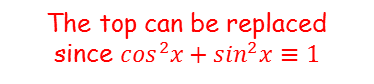 The top can be replaced
since cos²x + sin²x ≡ 1